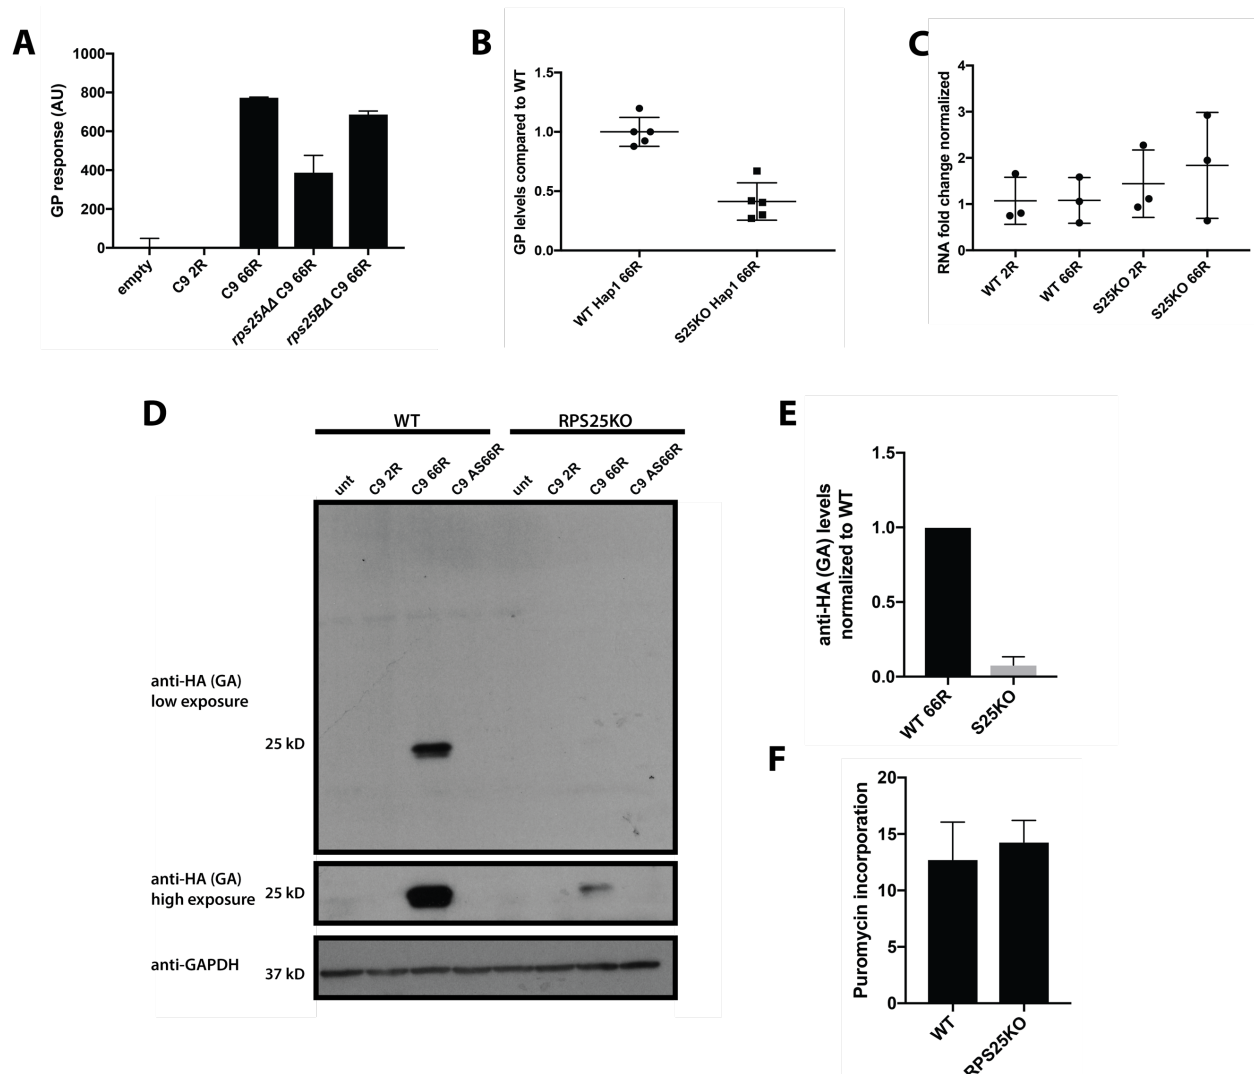 A
GP response (AU)
1000
800
600
400
200
0
empty
C9 2R
C9 66R
rps25AΔ C9 66R
rps25BΔ C9 66R
B
GP lelvels compared to WT
1.5
1.0
0.5
0.0
WT Hap1 66R
S25KO Hap1 66R
C
RNA fold change normalized
4
3
2
1
0
WT 2R
WT 66R
S25KO 2R
S25KO 66R
D
WT
RPS25KO
unt
C9 2R
C9 66R
C9 AS66R
unt
C9 2R
C9 66R
C9 AS66R
anti-HA (GA)
low exposure
25 kD
anti-HA (GA)
high exposure
25 kD
anti-GAPDH
37 kD
E
anti-HA (GA) levels
normalized to WT
1.5
1.0
0.5
0.0
WT 66R
S25KO
F
Puromycin incorporation
20
15
10
5
0
WT
RPS25KO